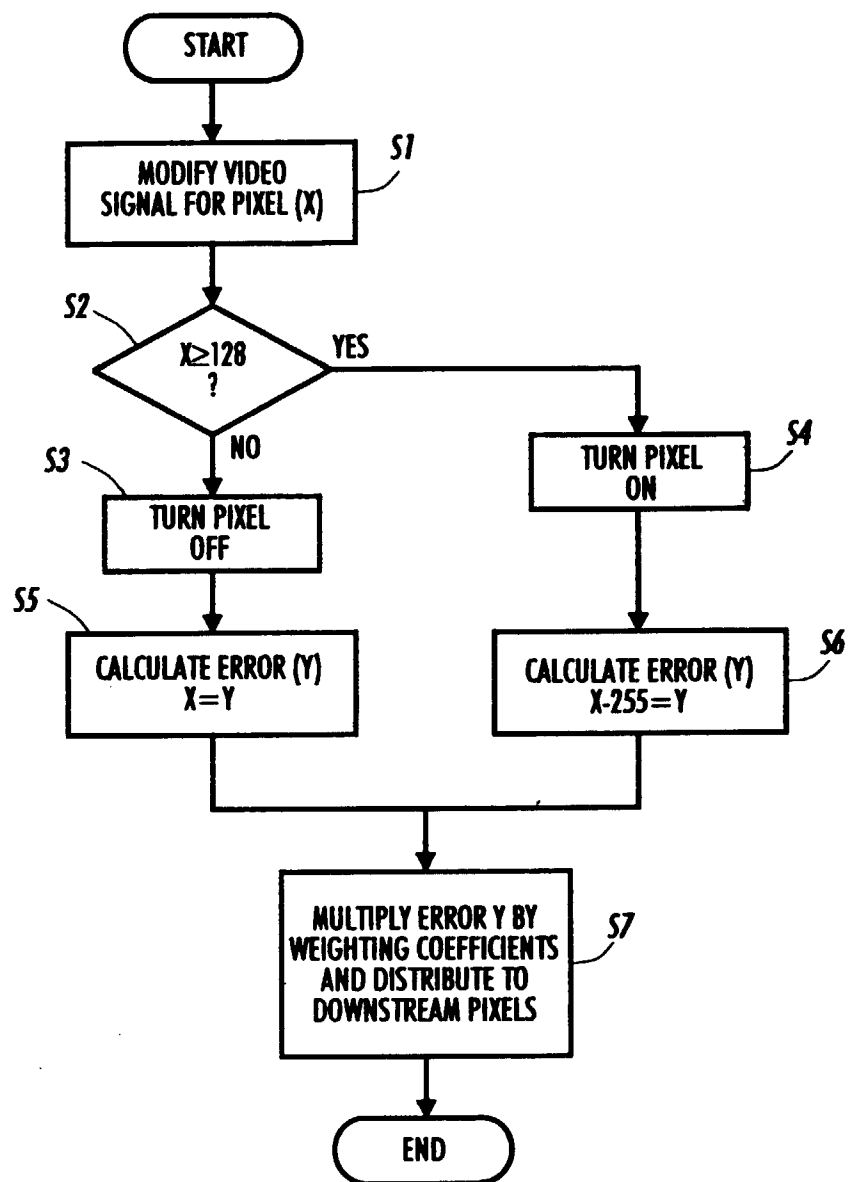 START
MODIFY VIDEO
SIGNAL FOR PIXEL (X)
S1
S2
X≥128
?
YES
NO
S3
TURN PIXEL
OFF
TURN PIXEL
ON
S4
S5
CALCULATE ERROR (Y)
X=Y
CALCULATE ERROR (Y)
X-255=Y
S6
MULTIPLY ERROR Y BY
WEIGHTING COEFFICIENTS
AND DISTRIBUTE TO
DOWNSTREAM PIXELS
S7
END